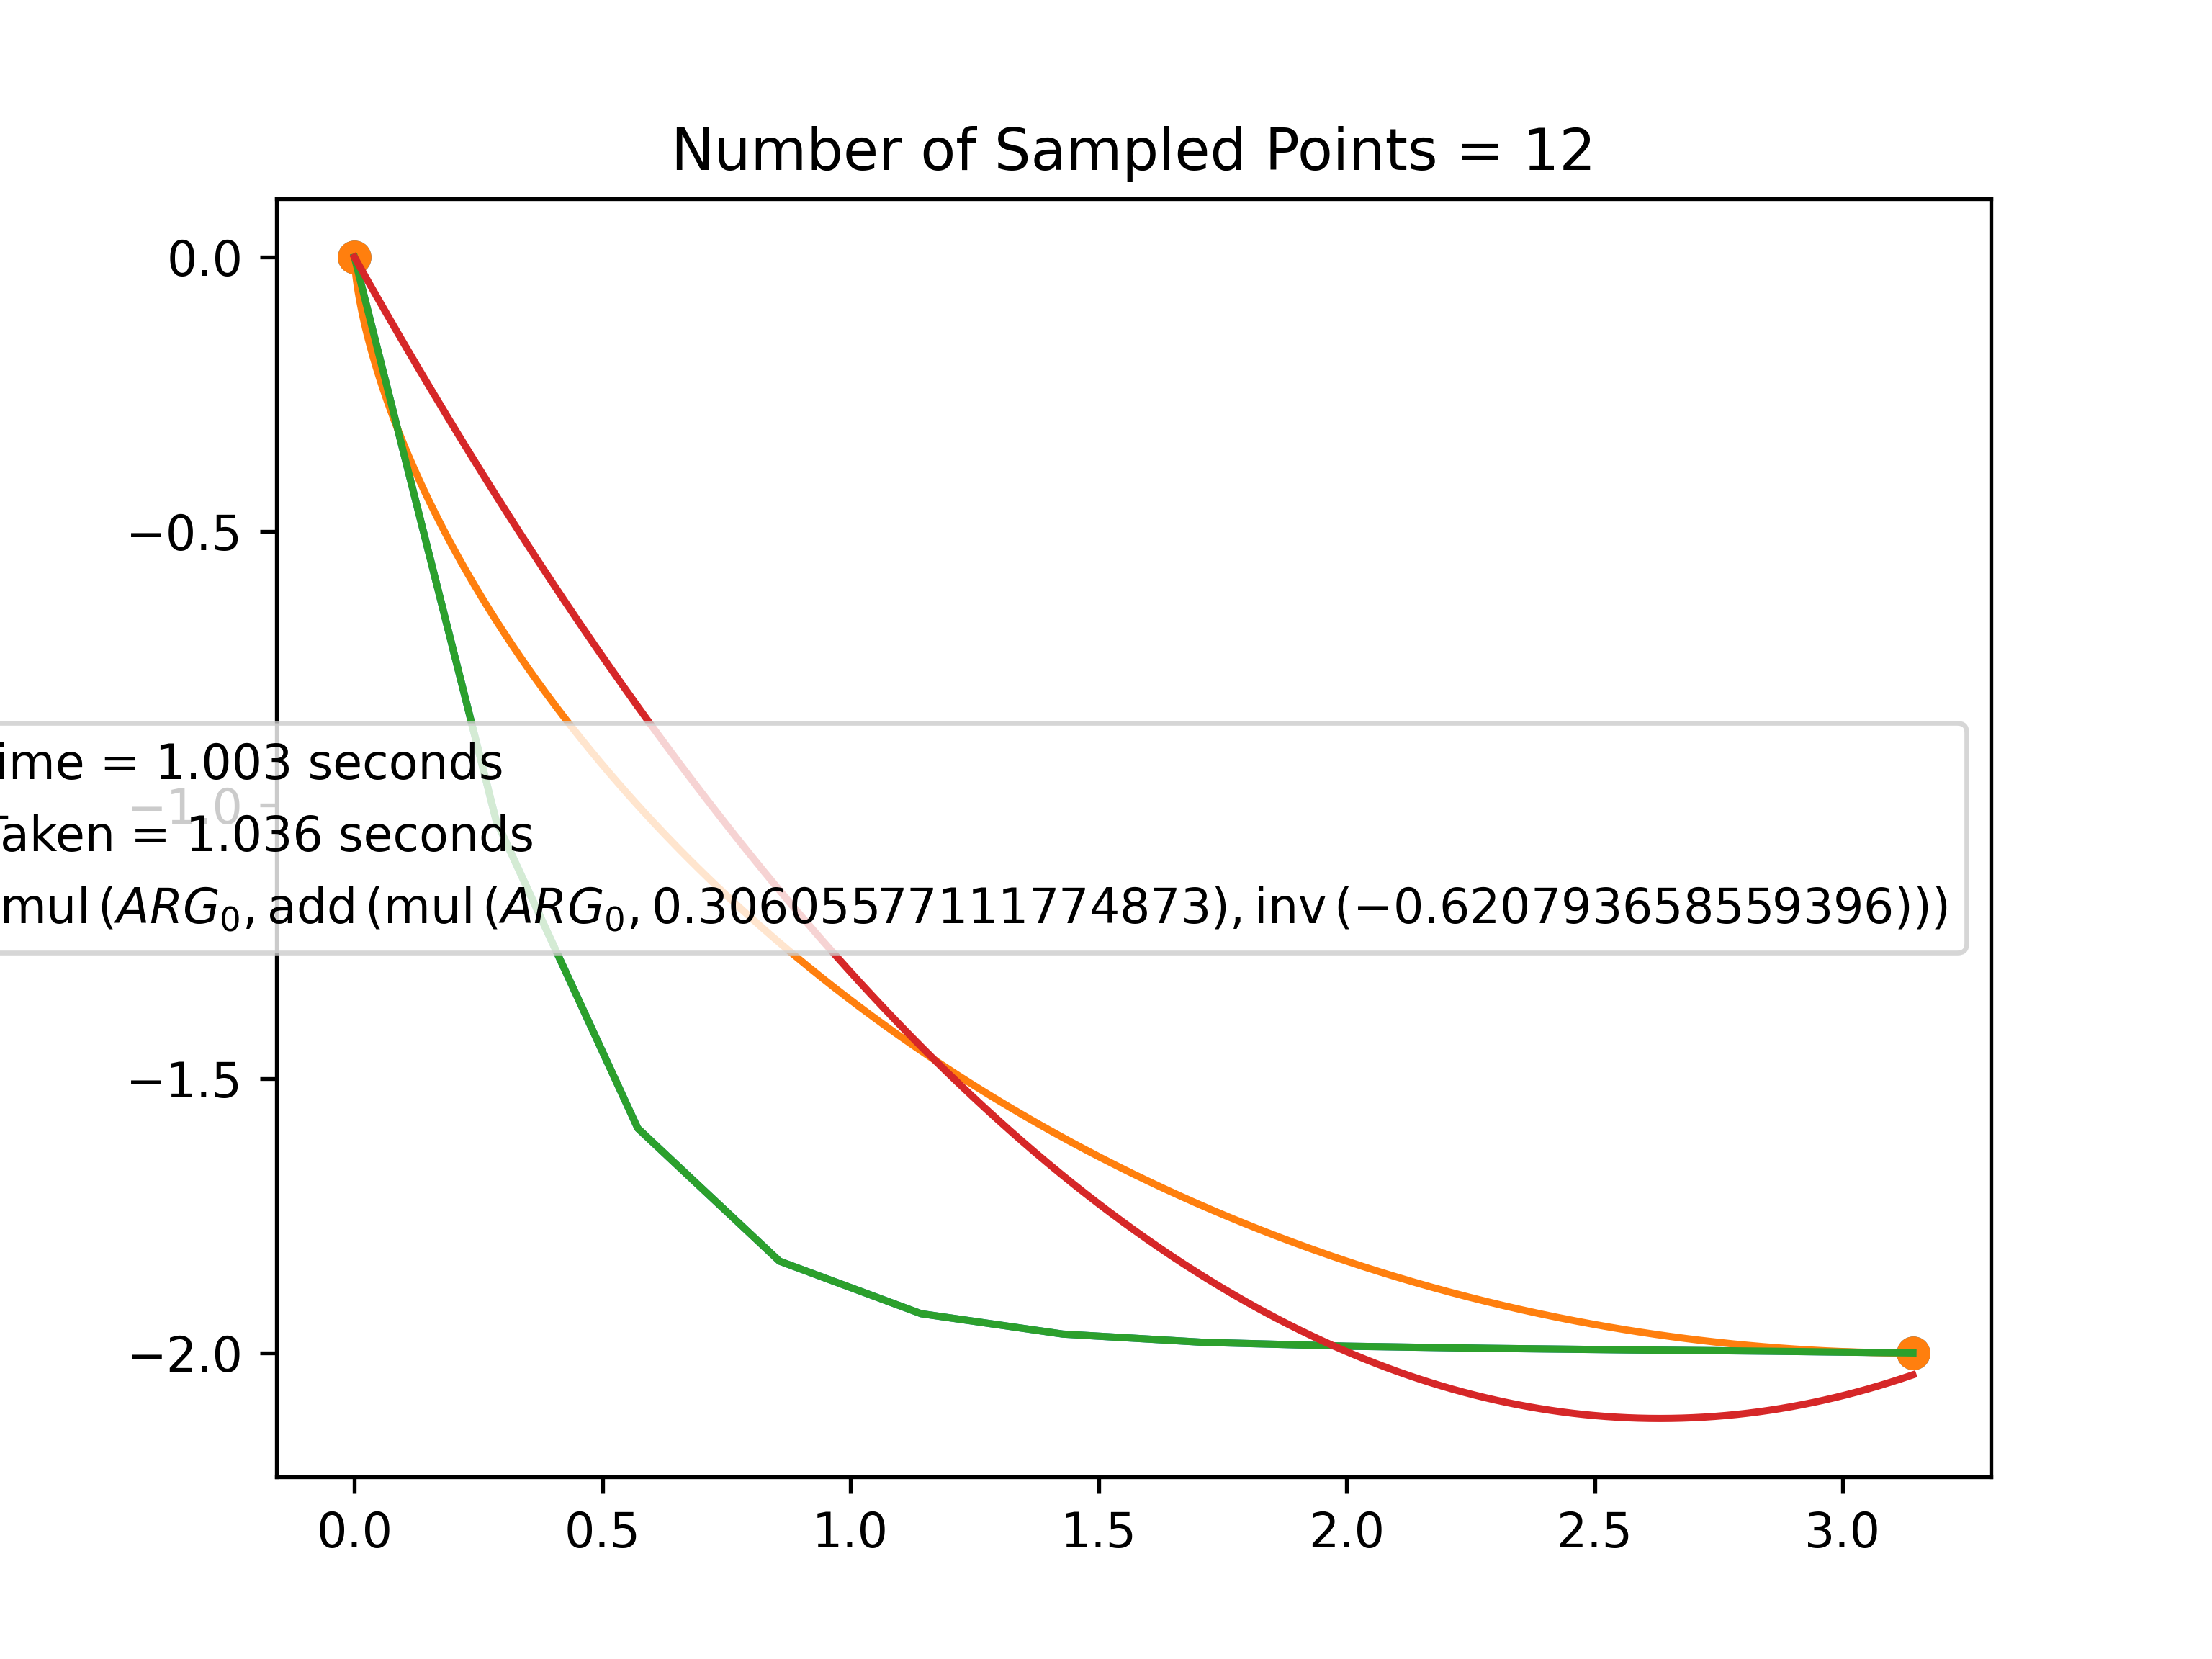 Number of Sampled Points = 12
0.0
−0.5
ime = 1.003 seconds
−1.0
aken = 1.036 seconds
mul(ARG₀, add(mul(ARG₀, 0.30605577111774873), inv(−0.620793658559396)))
−1.5
−2.0
0.0 0.5 1.0 1.5 2.0 2.5 3.0